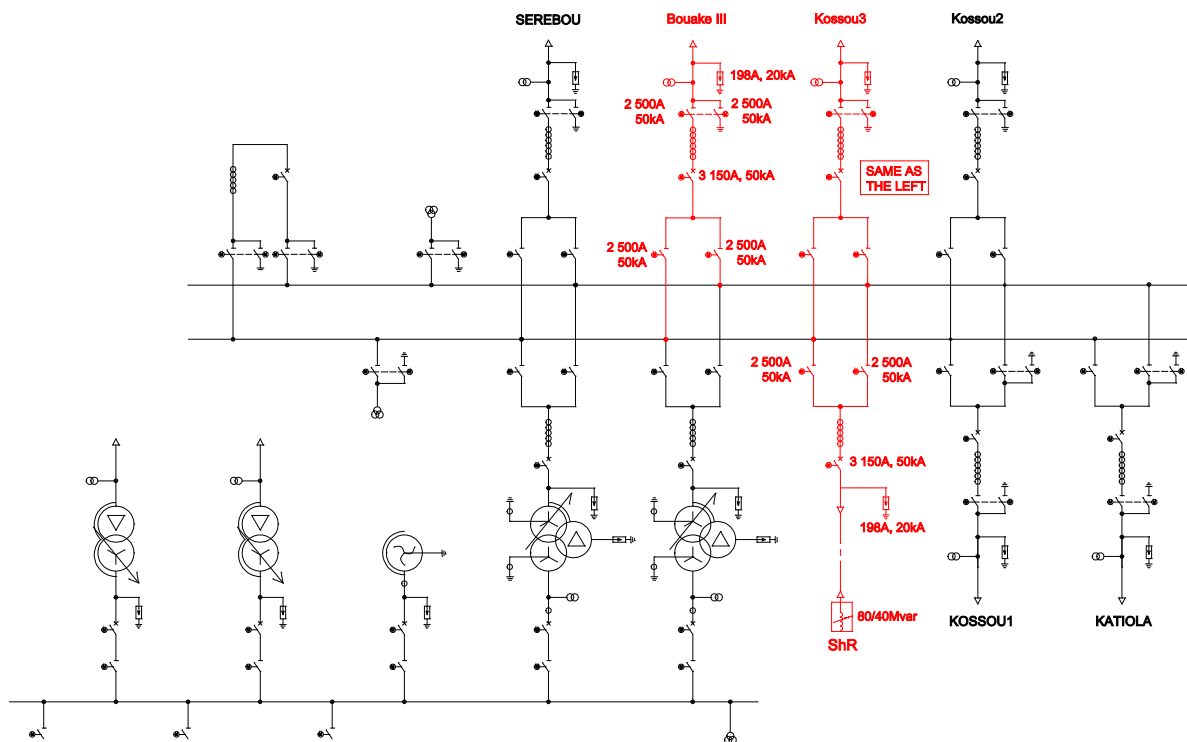 SEREBOU
Bouake III
Kossou3
Kossou2
198A, 20kA
2 500A
50kA
2 500A
50kA
3 150A, 50kA
SAME AS
THE LEFT
2 500A
50kA
2 500A
50kA
2 500A
50kA
2 500A
50kA
3 150A, 50kA
198A, 20kA
80/40Mvar
ShR
KOSSOU1
KATIOLA